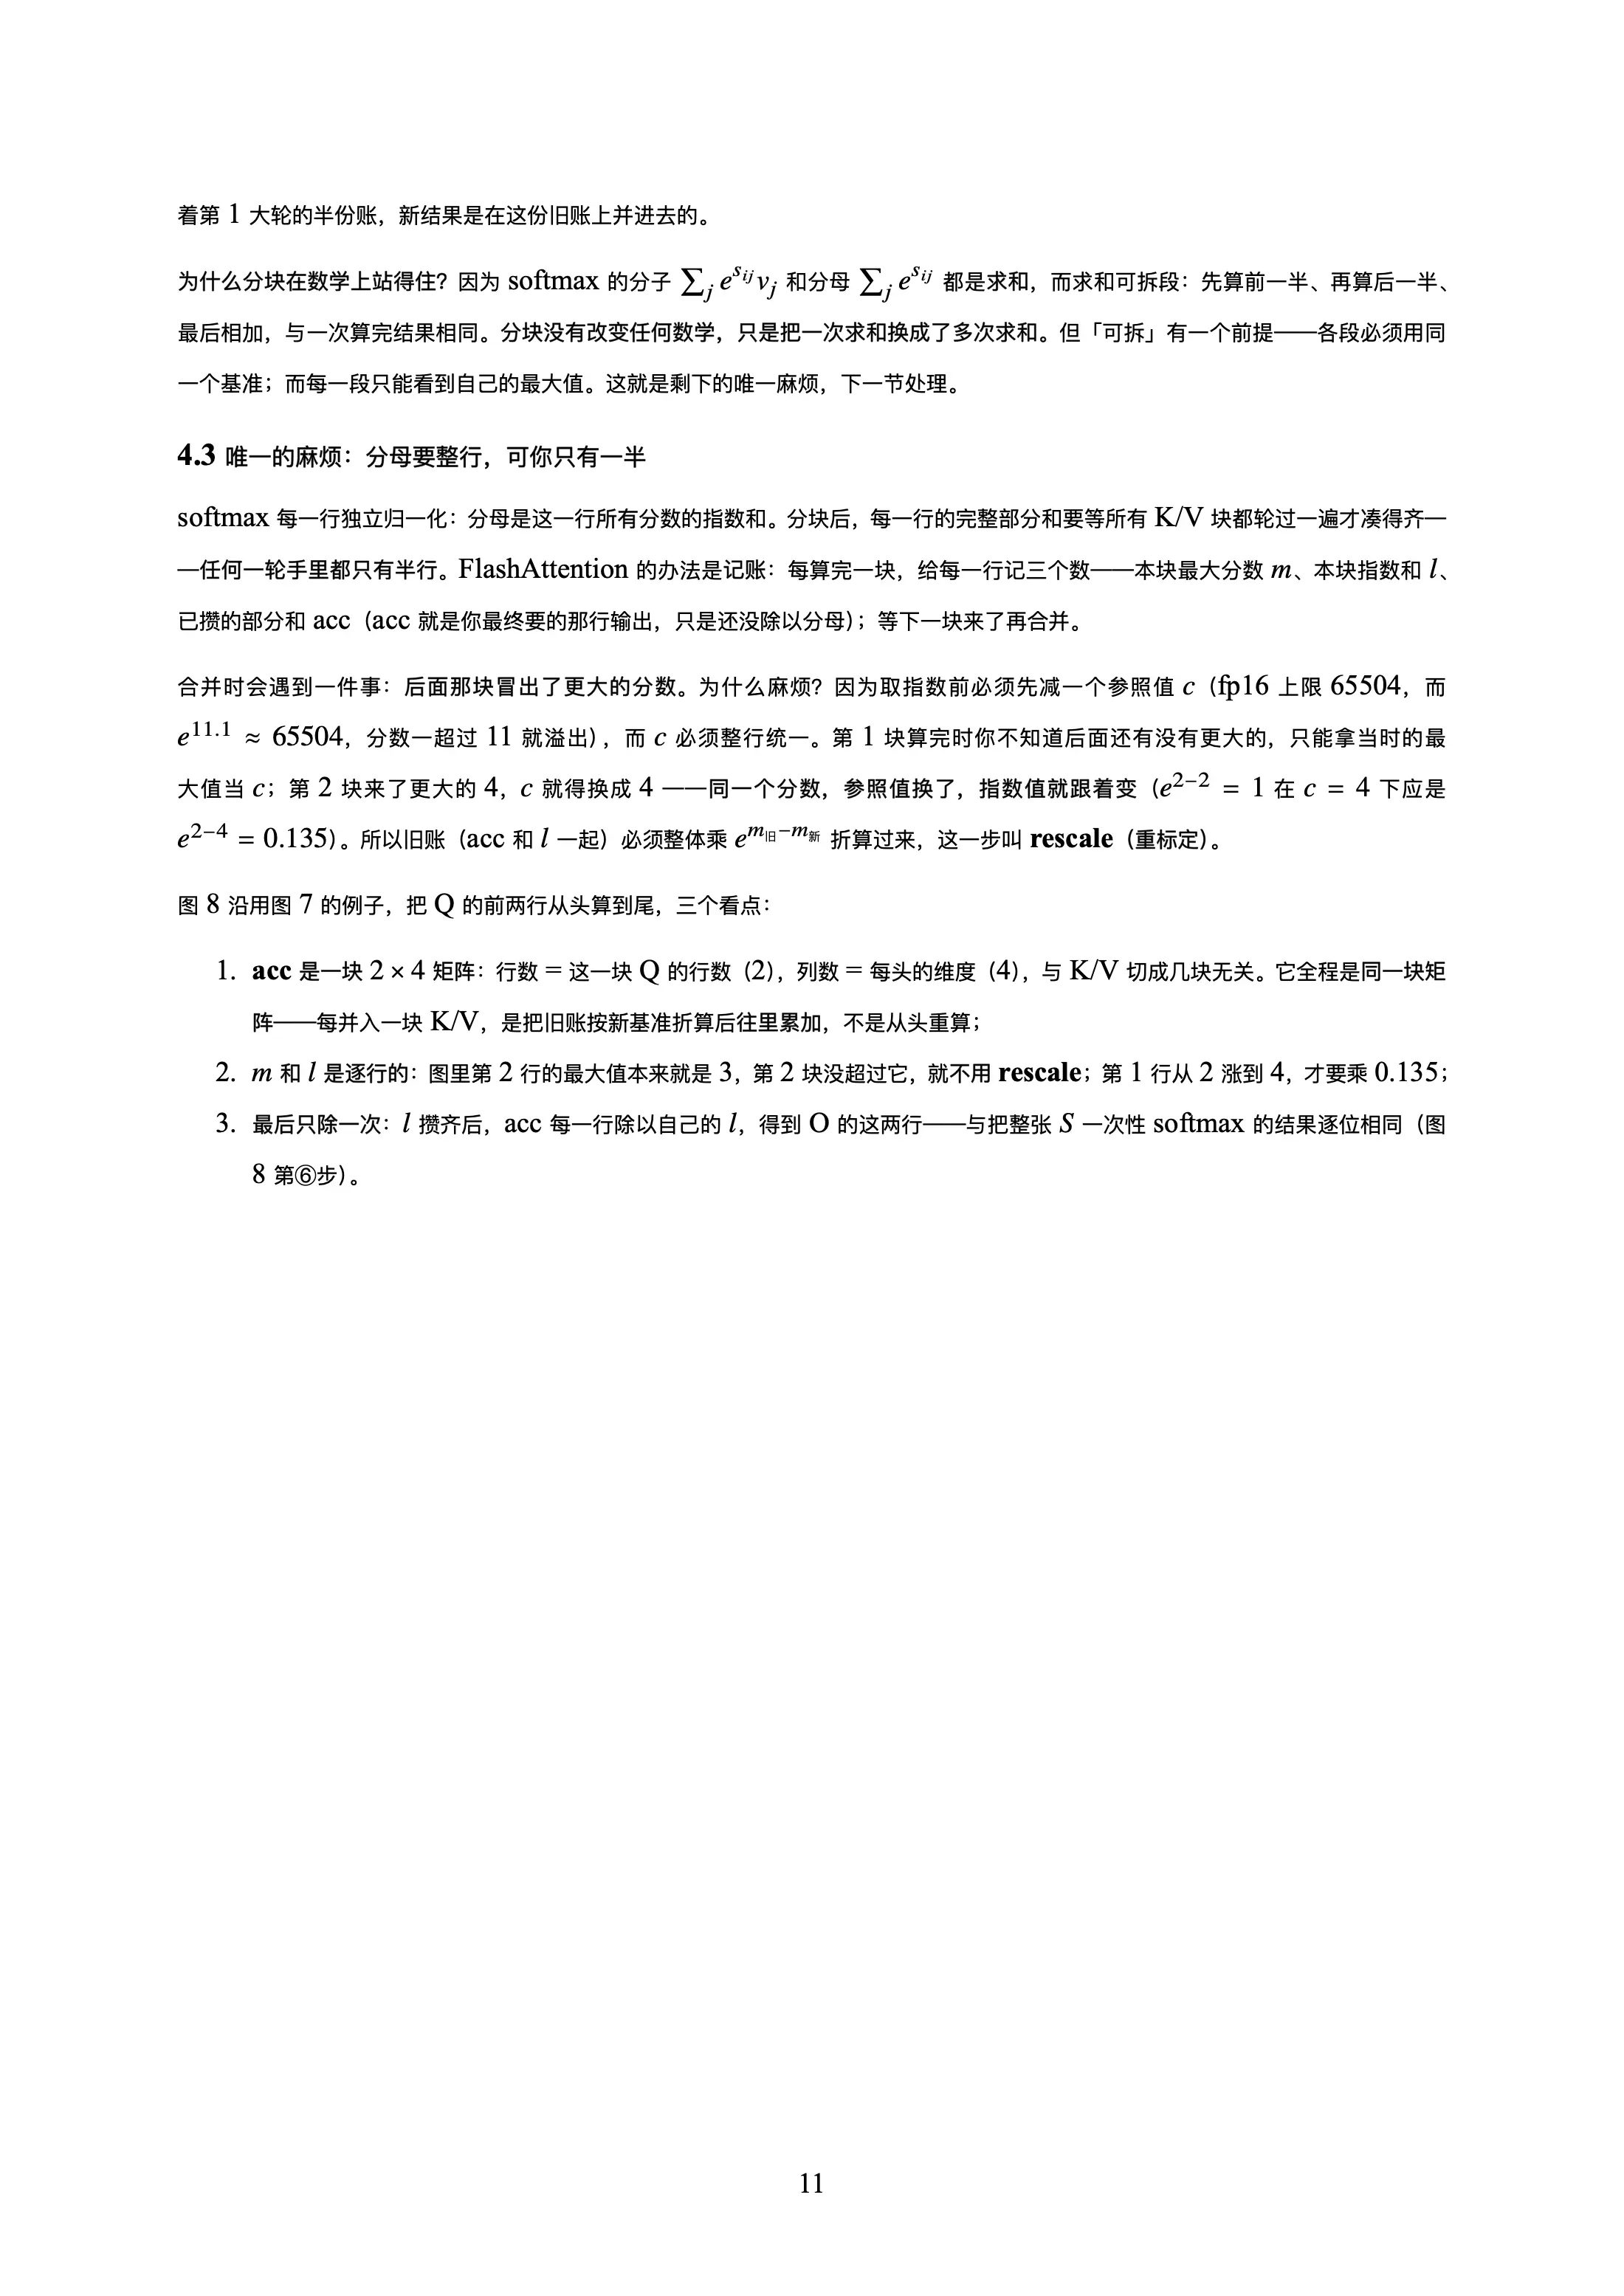 着第 1 大轮的半份账，新结果是在这份旧账上并进去的。
为什么分块在数学上站得住？因为 softmax 的分子 ∑_j e^{s_{ij}} v_j 和分母 ∑_j e^{s_{ij}} 都是求和，而求和可拆段：先算前一半、再算后一半、
最后相加，与一次算完结果相同。分块没有改变任何数学，只是把一次求和换成了多次求和。但「可拆」有一个前提——各段必须用同
一个基准；而每一段只能看到自己的最大值。这就是剩下的唯一麻烦，下一节处理。
4.3 唯一的麻烦：分母要整行，可你只有一半
softmax 每一行独立归一化：分母是这一行所有分数的指数和。分块后，每一行的完整部分和要等所有 K/V 块都轮过一遍才凑得齐—
—任何一轮手里都只有半行。FlashAttention 的办法是记账：每算完一块，给每一行记三个数——本块最大分数 m、本块指数和 l、
已攒的部分和 acc（acc 就是你最终要的那行输出，只是还没除以分母）；等下一块来了再合并。
合并时会遇到一件事：后面那块冒出了更大的分数。为什么麻烦？因为取指数前必须先减一个参照值 c（fp16 上限 65504，而
e^{11.1} ≈ 65504，分数一超过 11 就溢出），而 c 必须整行统一。第 1 块算完时你不知道后面还有没有更大的，只能拿当时的最
大值当 c；第 2 块来了更大的 4，c 就得换成 4 ——同一个分数，参照值换了，指数值就跟着变（e^{2−2} = 1 在 c = 4 下应是
e^{2−4} = 0.135）。所以旧账（acc 和 l 一起）必须整体乘 e^{m_旧−m_新} 折算过来，这一步叫 rescale（重标定）。
图 8 沿用图 7 的例子，把 Q 的前两行从头算到尾，三个看点：
1. acc 是一块 2 × 4 矩阵：行数 = 这一块 Q 的行数（2），列数 = 每头的维度（4），与 K/V 切成几块无关。它全程是同一块矩
阵——每并入一块 K/V，是把旧账按新基准折算后往里累加，不是从头重算；
2. m 和 l 是逐行的：图里第 2 行的最大值本来就是 3，第 2 块没超过它，就不用 rescale；第 1 行从 2 涨到 4，才要乘 0.135；
3. 最后只除一次：l 攒齐后，acc 每一行除以自己的 l，得到 O 的这两行——与把整张 S 一次性 softmax 的结果逐位相同（图
8 第⑥步）。
11